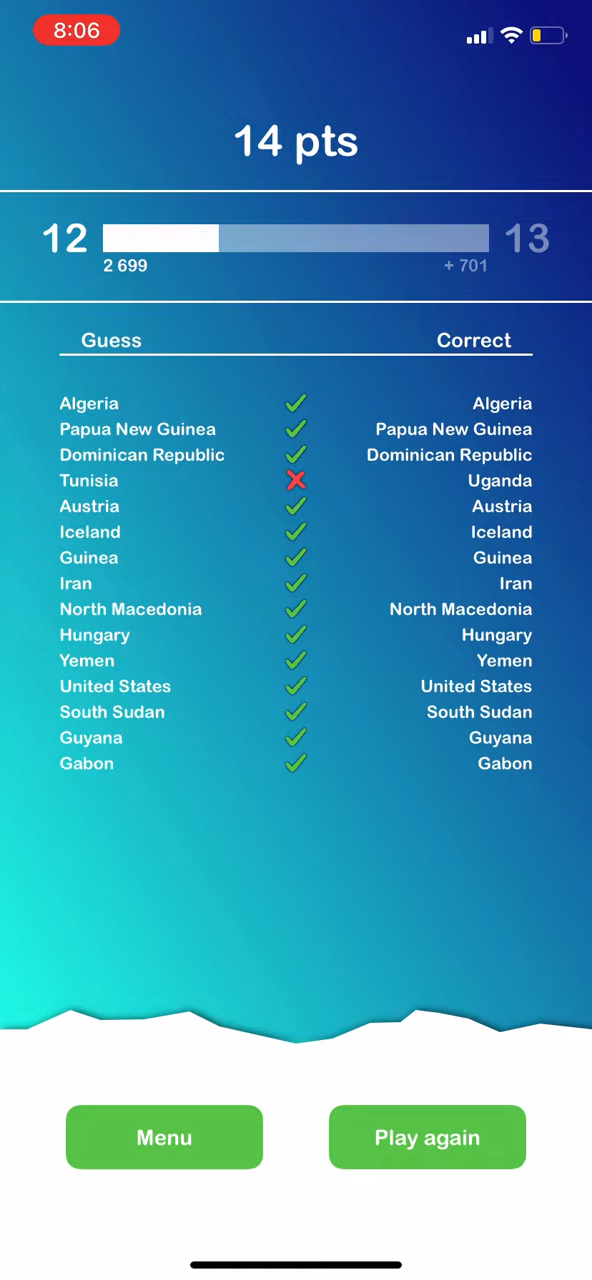 8:06
14 pts
12 13
2 699 + 701
Guess Correct
Algeria Algeria
Papua New Guinea Papua New Guinea
Dominican Republic Dominican Republic
Tunisia Uganda
Austria Austria
Iceland Iceland
Guinea Guinea
Iran Iran
North Macedonia North Macedonia
Hungary Hungary
Yemen Yemen
United States United States
South Sudan South Sudan
Guyana Guyana
Gabon Gabon
Menu Play again